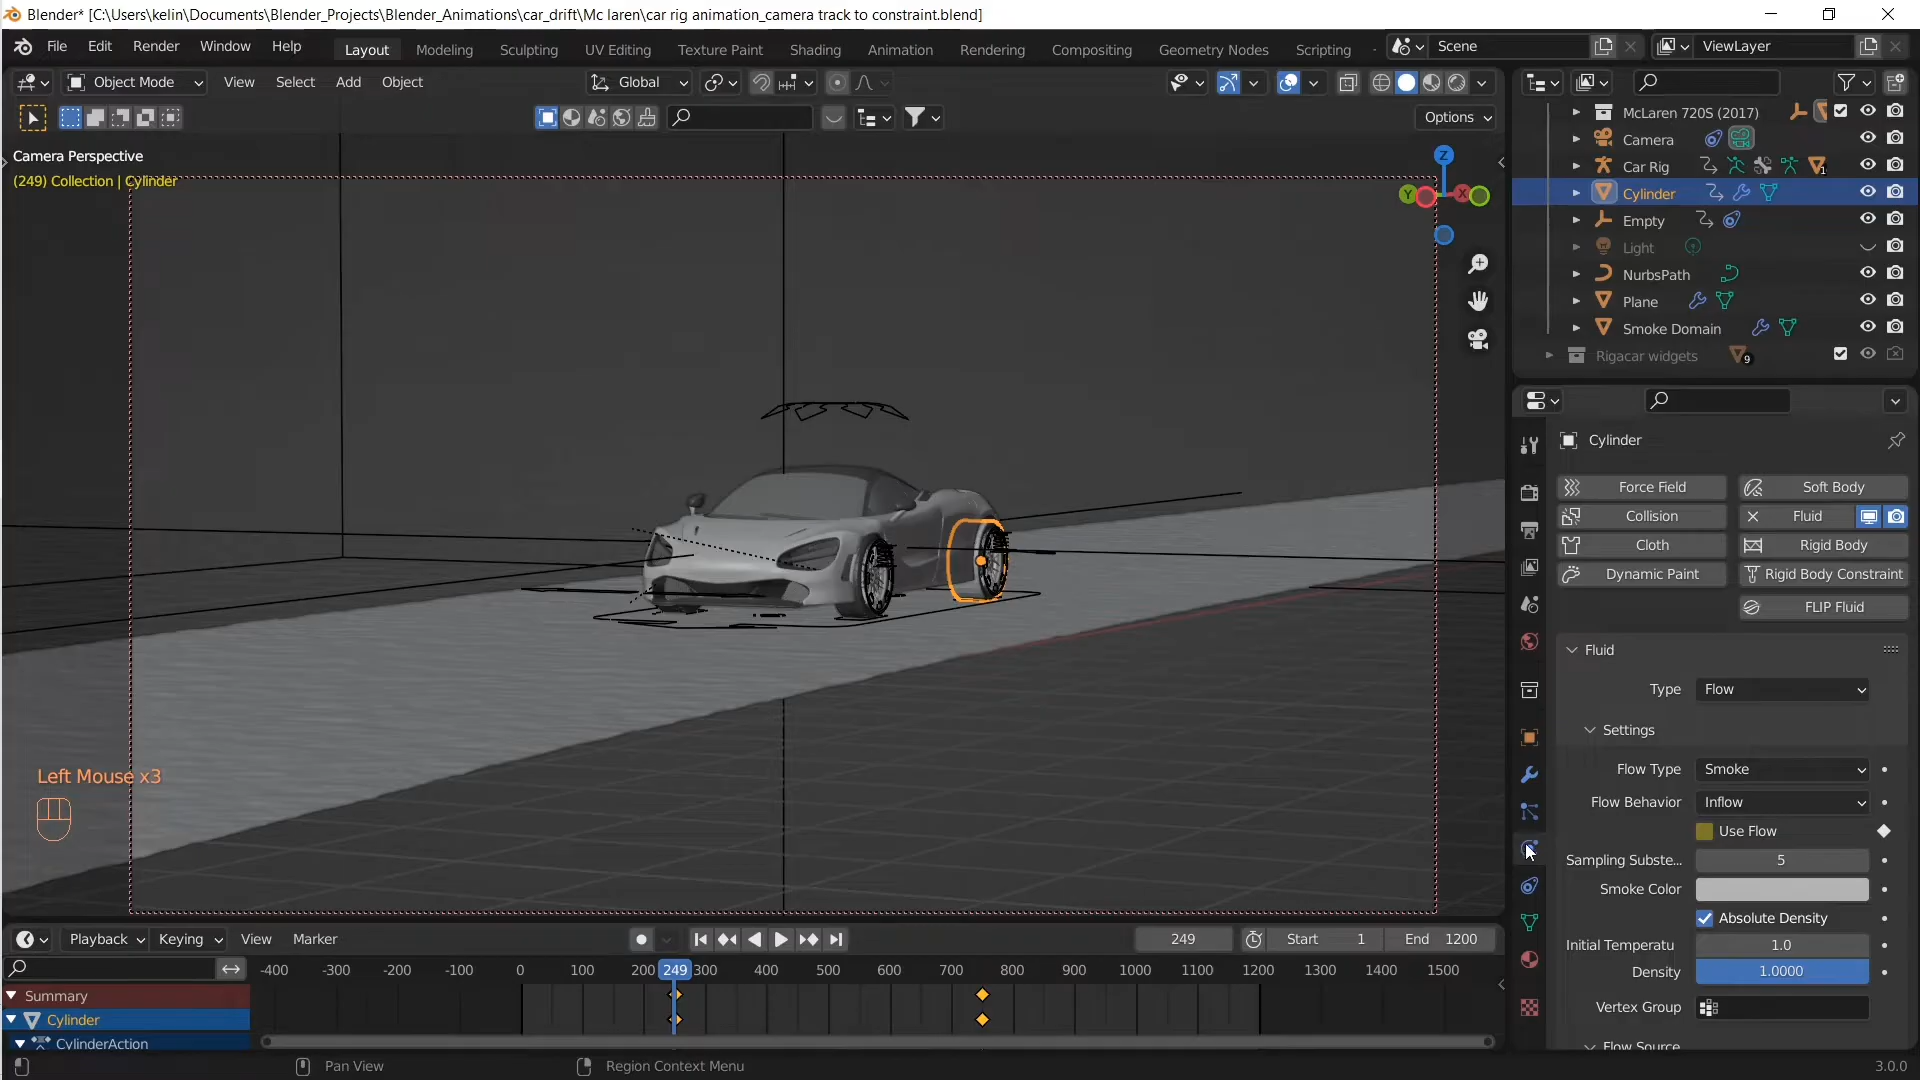 Blender* [C:\Users\kelin\Documents\Blender_Projects\Blender_Animations\car_drift\Mc laren\car rig animation_camera track to constraint.blend]
File Edit Render Window Help Layout Modeling Sculpting UV Editing Texture Paint Shading Animation Rendering Compositing Geometry Nodes Scripting Scene ViewLayer
Object Mode View Select Add Object Global
Options
Camera Perspective
(249) Collection | Cylinder
Z
Y
X
Left Mouse x3
McLaren 720S (2017)
Camera
Car Rig 1
Cylinder
Empty
Light
NurbsPath
Plane
Smoke Domain
Rigacar widgets 9
Cylinder
Force Field Soft Body
Collision Fluid
Cloth Rigid Body
Dynamic Paint Rigid Body Constraint
FLIP Fluid
Fluid
Type Flow
Settings
Flow Type Smoke
Flow Behavior Inflow
Use Flow
Sampling Subste... 5
Smoke Color
Absolute Density
Initial Temperatu 1.0
Density 1.0000
Vertex Group
Flow Source
Playback Keying View Marker 249 Start 1 End 1200
-400 -300 -200 -100 0 100 200 249 300 400 500 600 700 800 900 1000 1100 1200 1300 1400 1500
Summary
Cylinder
CylinderAction
Pan View Region Context Menu 3.0.0